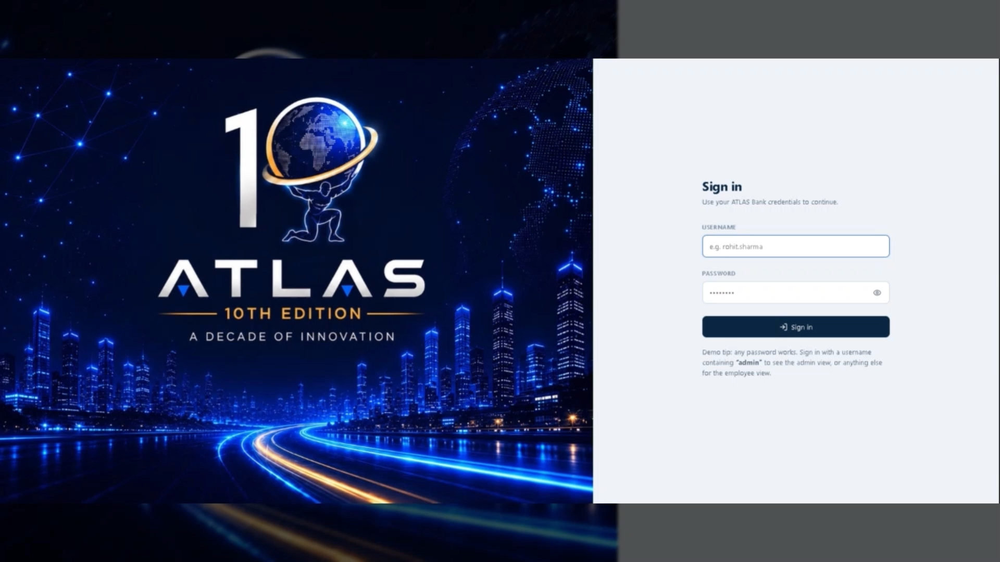 10
ATLAS
10TH EDITION
A DECADE OF INNOVATION
Sign in
Use your ATLAS Bank credentials to continue.
USERNAME
e.g. rohit.sharma
PASSWORD
••••••••
Sign in
Demo tip: any password works. Sign in with a username
containing "admin" to see the admin view, or anything else
for the employee view.